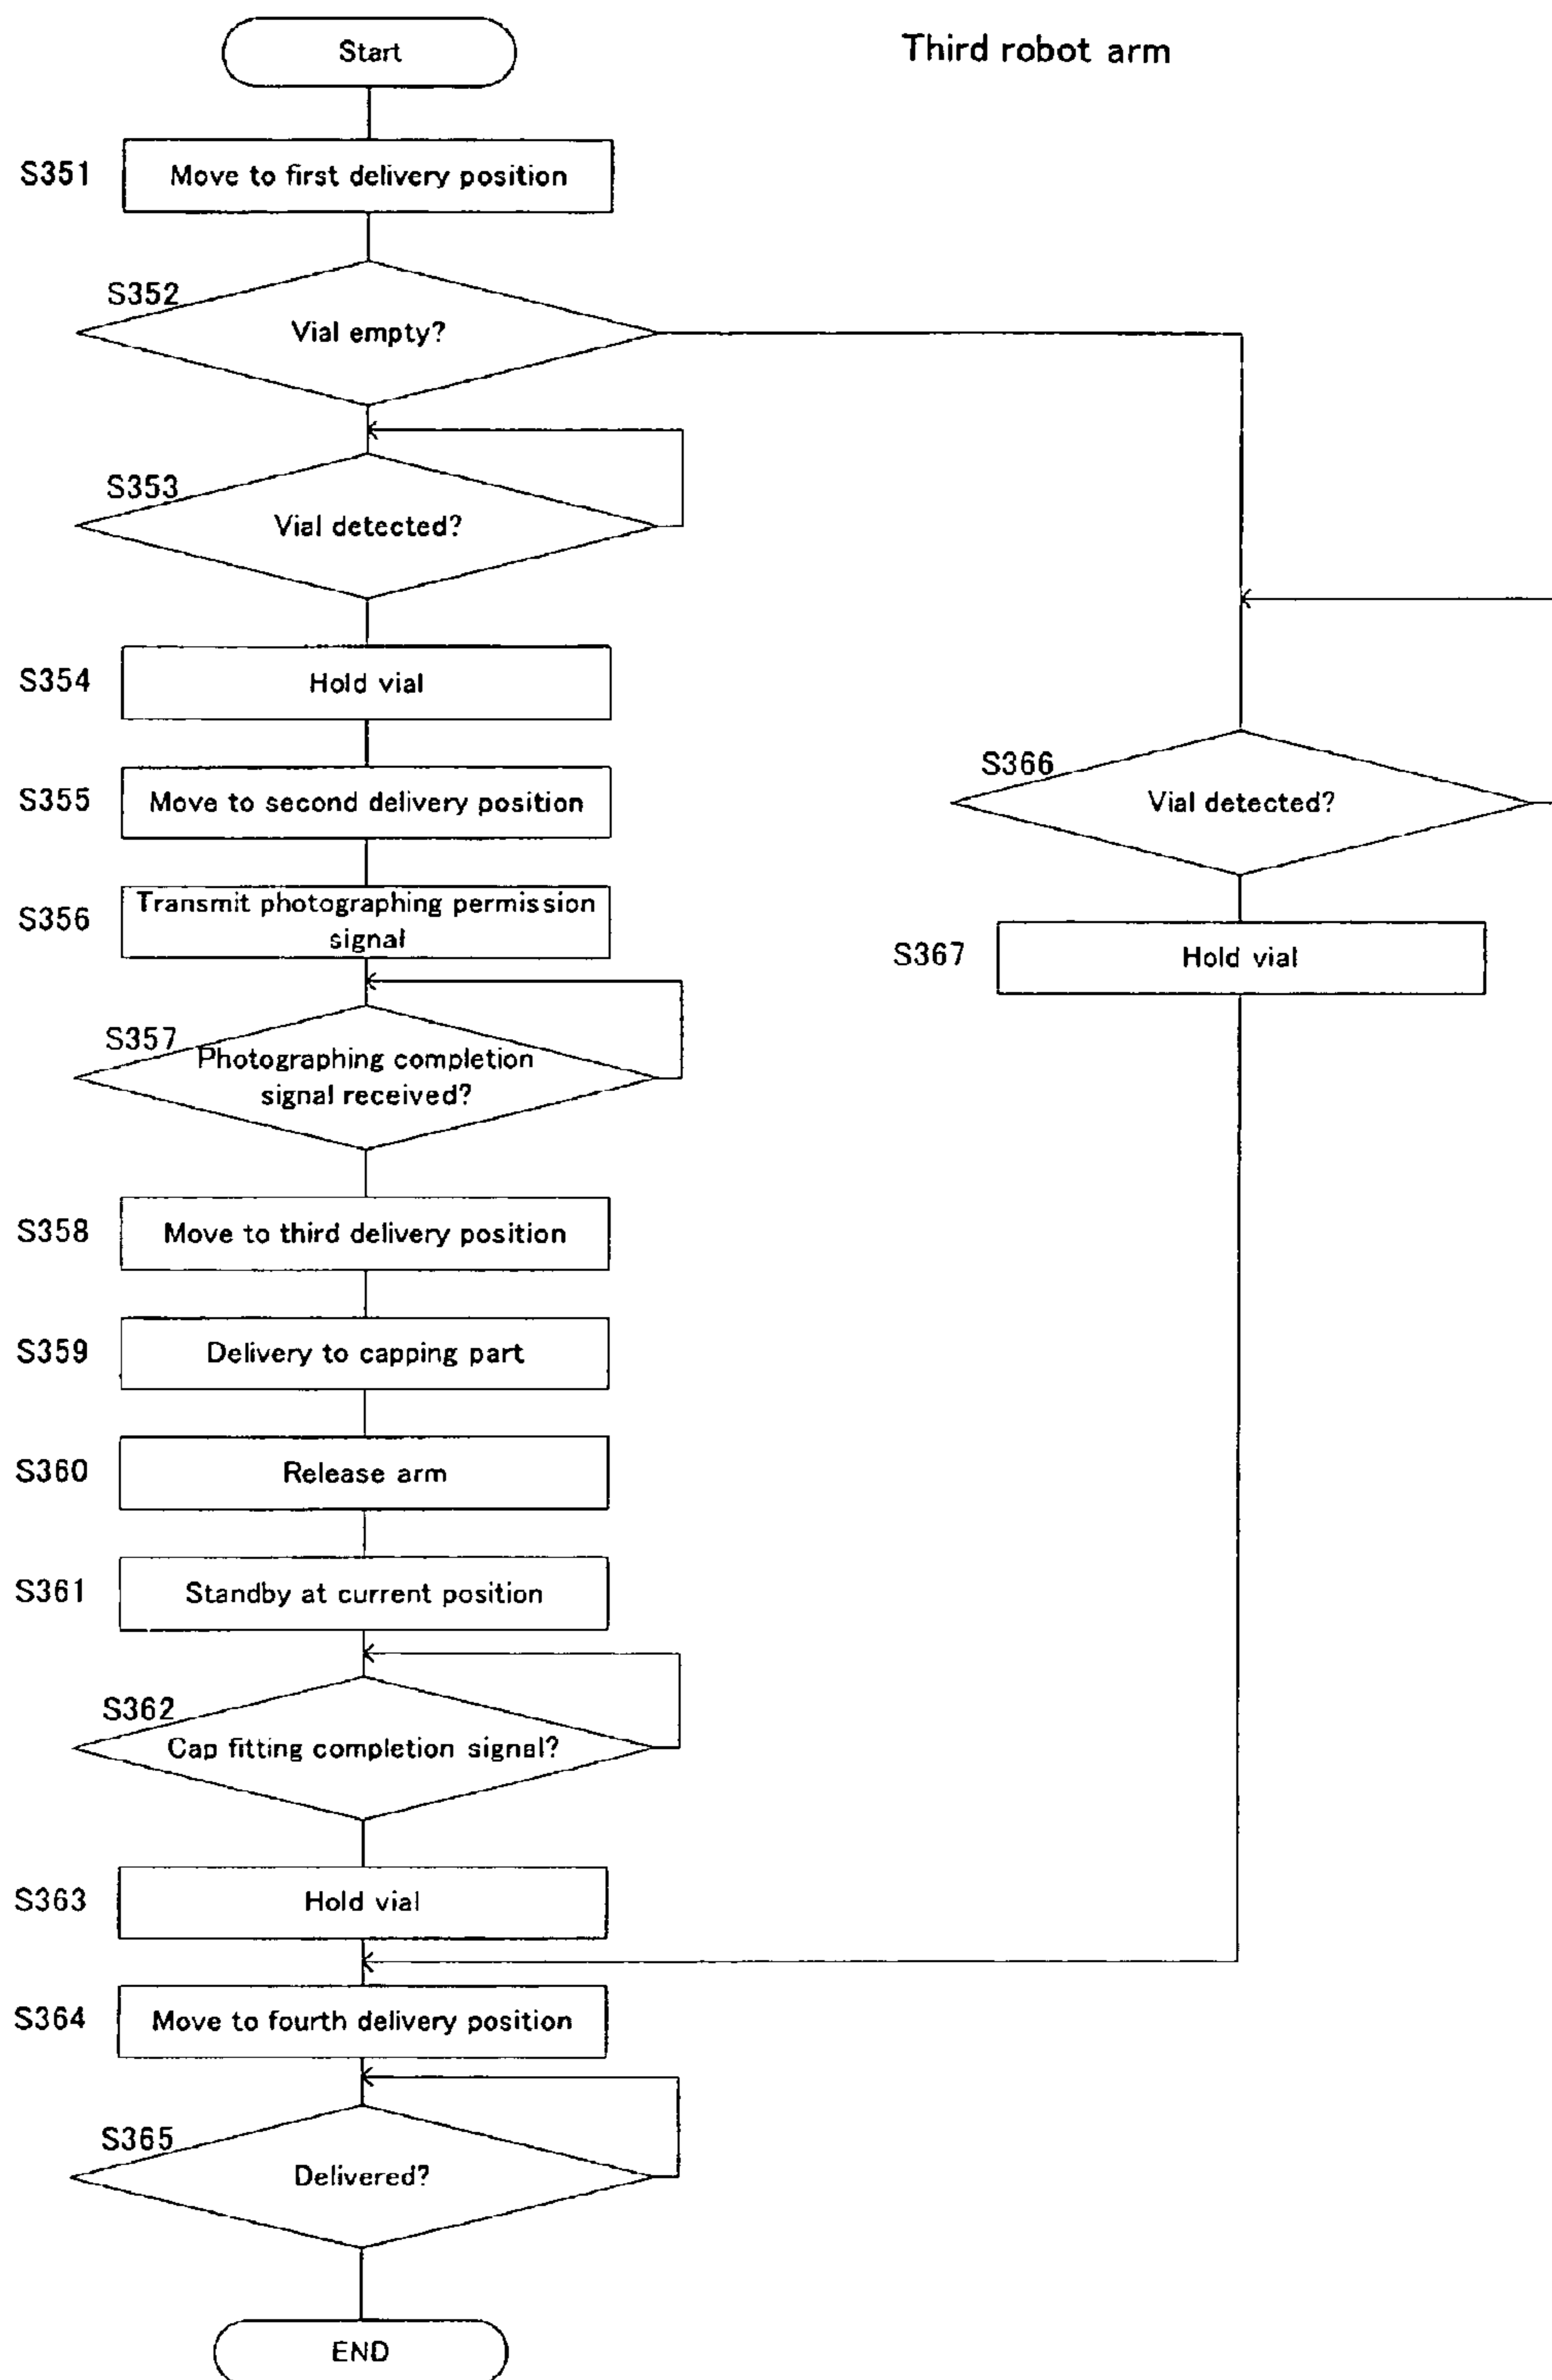 Start
Third robot arm
S351
Move to first delivery position
S352
Vial empty?
S353
Vial detected?
S354
Hold vial
S355
Move to second delivery position
S356
Transmit photographing permission
signal
S357
Photographing completion
signal received?
S358
Move to third delivery position
S359
Delivery to capping part
S360
Release arm
S361
Standby at current position
S362
Cap fitting completion signal?
S363
Hold vial
S364
Move to fourth delivery position
S365
Delivered?
END
S366
Vial detected?
S367
Hold vial